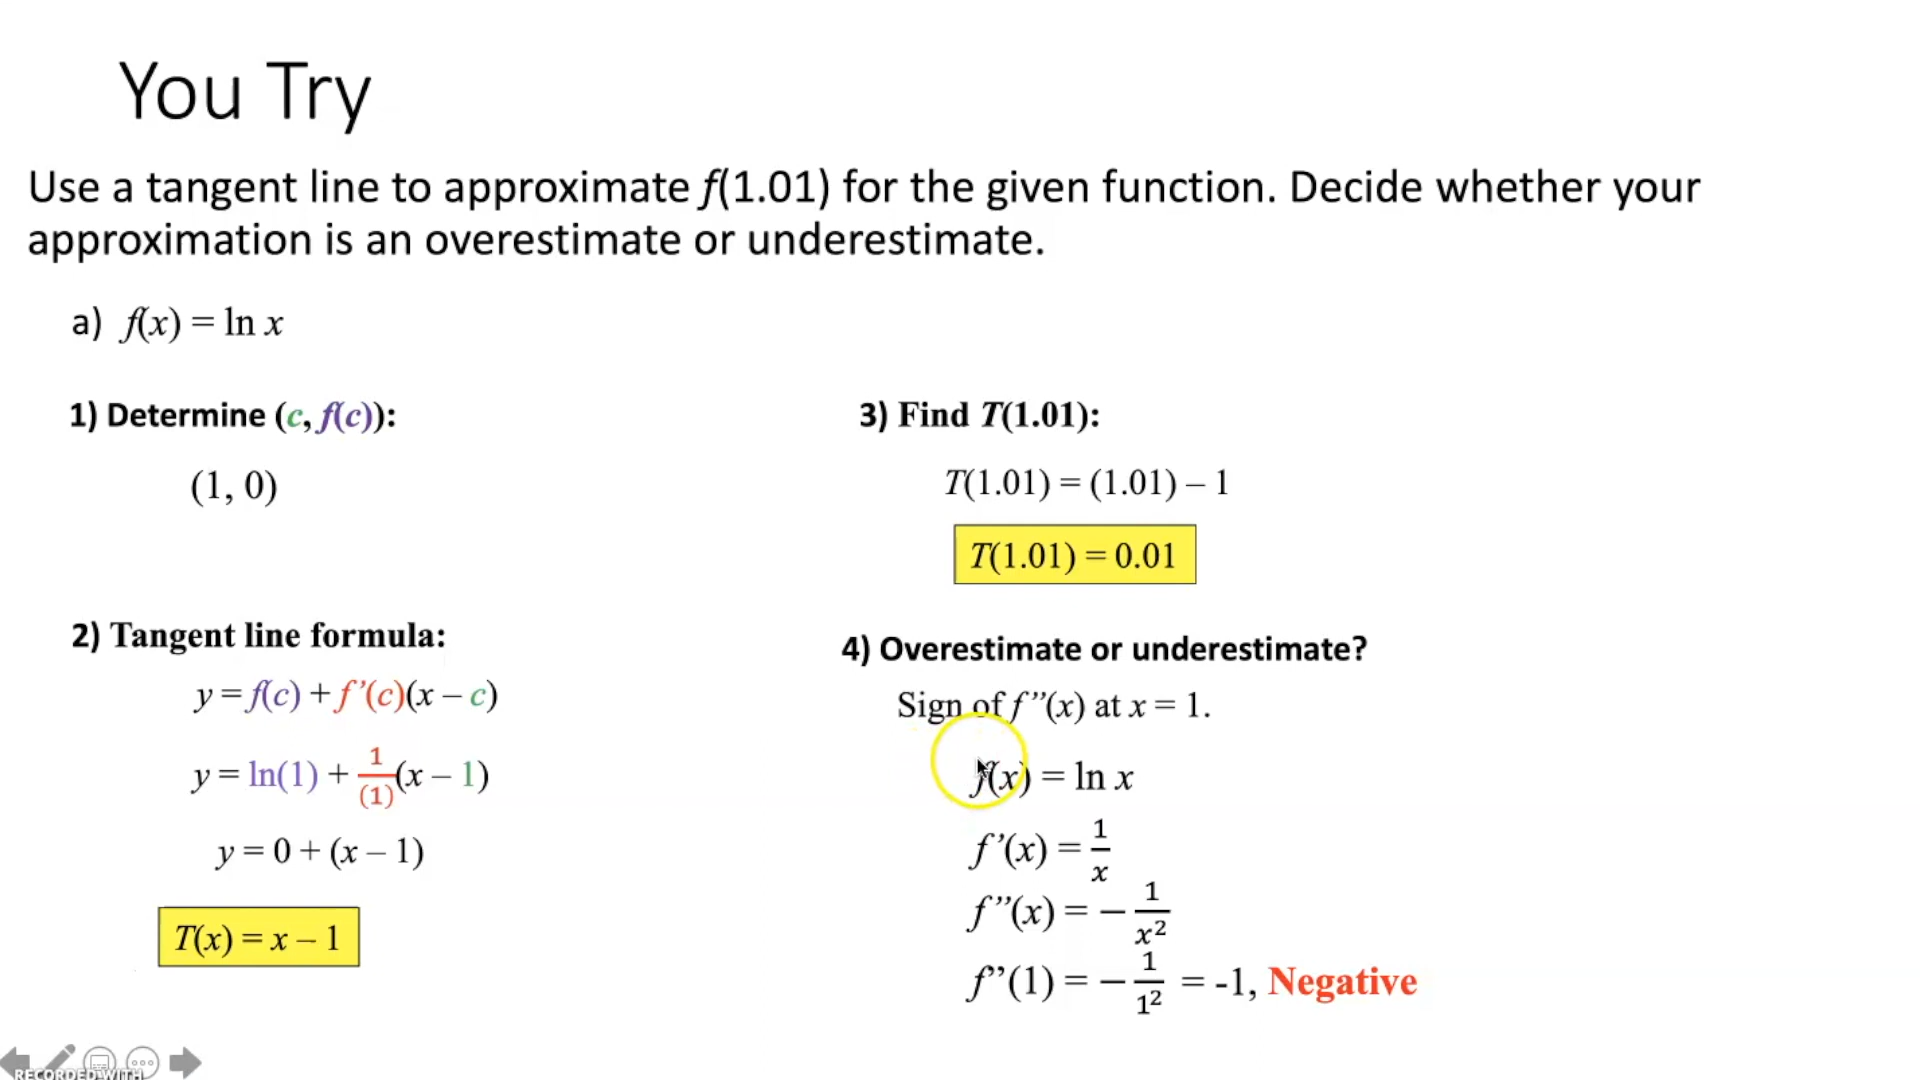 You Try
Use a tangent line to approximate f(1.01) for the given function. Decide whether your
approximation is an overestimate or underestimate.
a) f(x) = ln x
1) Determine (c, f(c)):
(1, 0)
2) Tangent line formula:
y = f(c) + f’(c)(x – c)
y = ln(1) + 1/(1) (x – 1)
y = 0 + (x – 1)
T(x) = x – 1
3) Find T(1.01):
T(1.01) = (1.01) – 1
T(1.01) = 0.01
4) Overestimate or underestimate?
Sign of f ”(x) at x = 1.
f(x) = ln x
f’(x) = 1/x
f”(x) = − 1/x²
f”(1) = − 1/1² = -1, Negative
RECORDED WITH